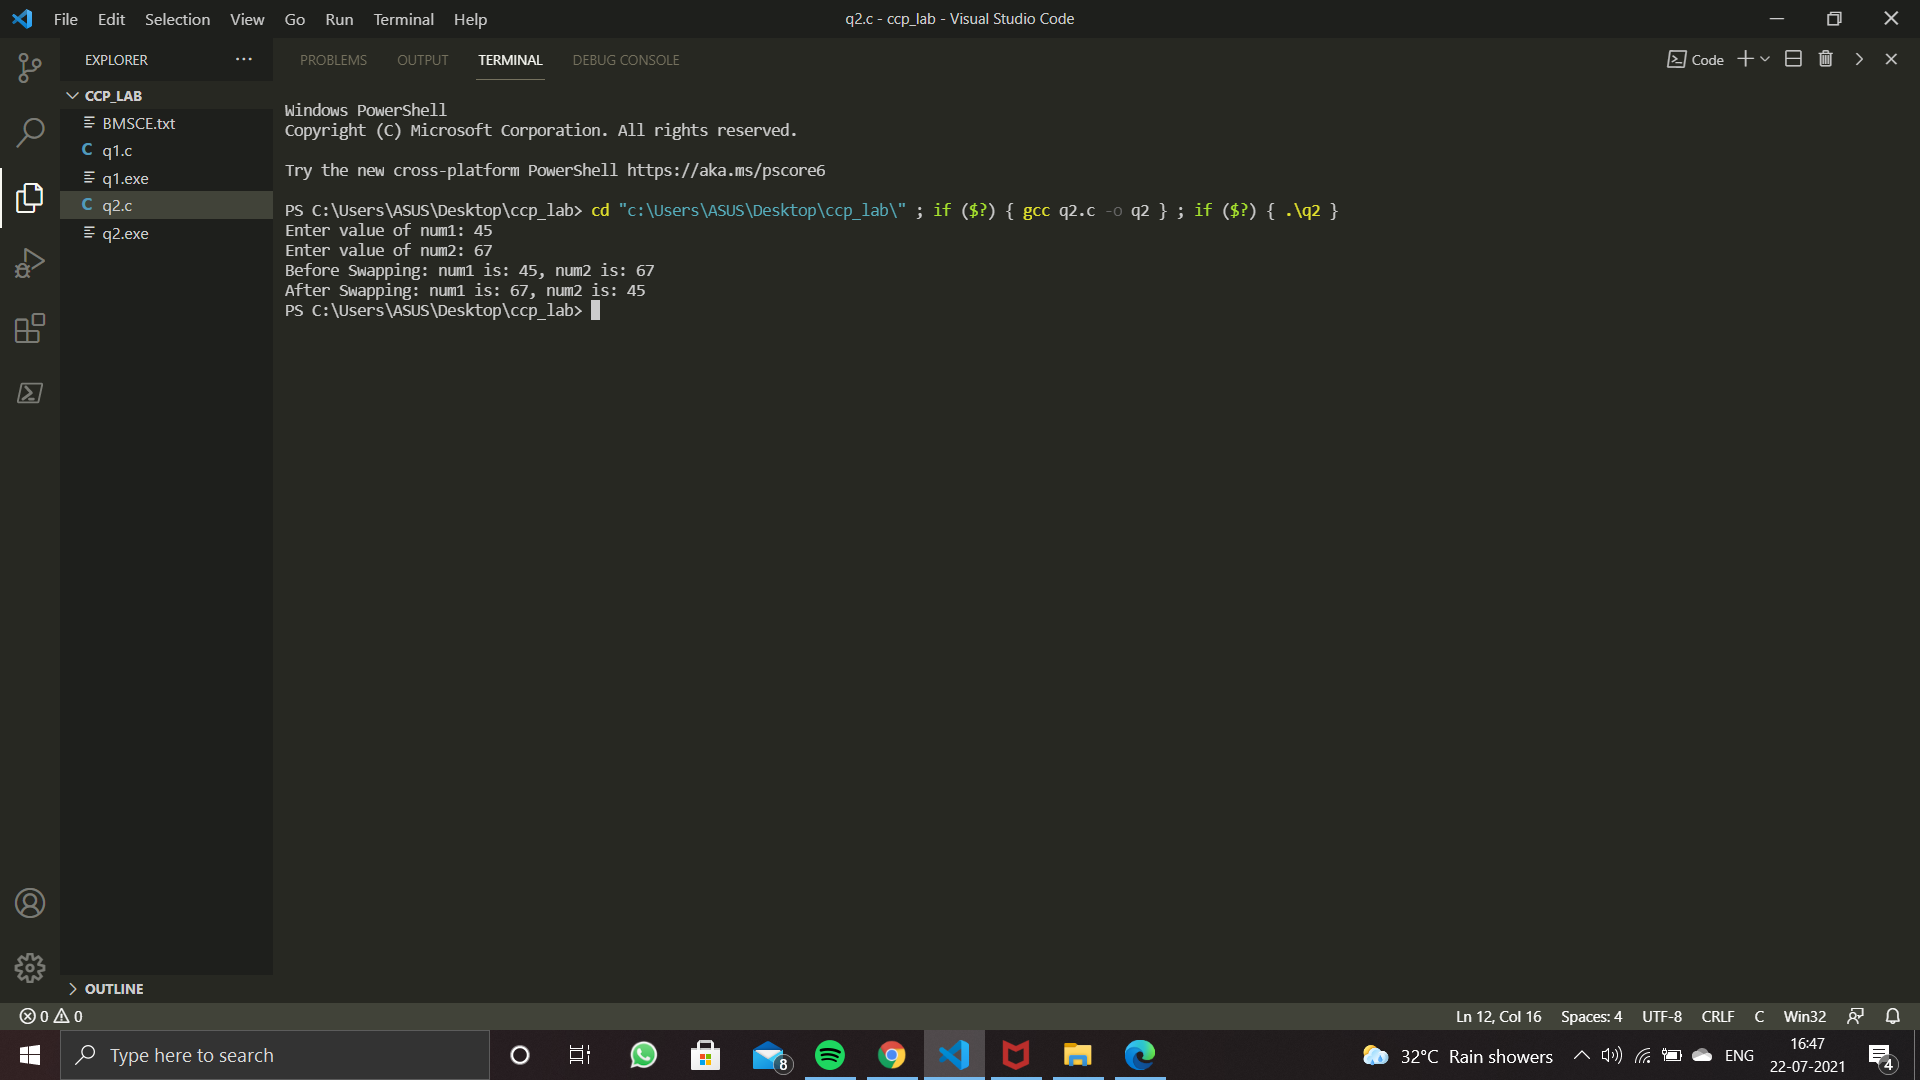 File Edit Selection View Go Run Terminal Help
q2.c - ccp_lab - Visual Studio Code
EXPLORER
PROBLEMS OUTPUT TERMINAL DEBUG CONSOLE
Code
CCP_LAB
BMSCE.txt
C q1.c
q1.exe
C q2.c
q2.exe
Windows PowerShell
Copyright (C) Microsoft Corporation. All rights reserved.
Try the new cross-platform PowerShell https://aka.ms/pscore6
PS C:\Users\ASUS\Desktop\ccp_lab> cd "c:\Users\ASUS\Desktop\ccp_lab\" ; if ($?) { gcc q2.c -o q2 } ; if ($?) { .\q2 }
Enter value of num1: 45
Enter value of num2: 67
Before Swapping: num1 is: 45, num2 is: 67
After Swapping: num1 is: 67, num2 is: 45
PS C:\Users\ASUS\Desktop\ccp_lab>
OUTLINE
0 0
Ln 12, Col 16 Spaces: 4 UTF-8 CRLF C Win32
Type here to search
8
32°C Rain showers
ENG
16:47
22-07-2021
4